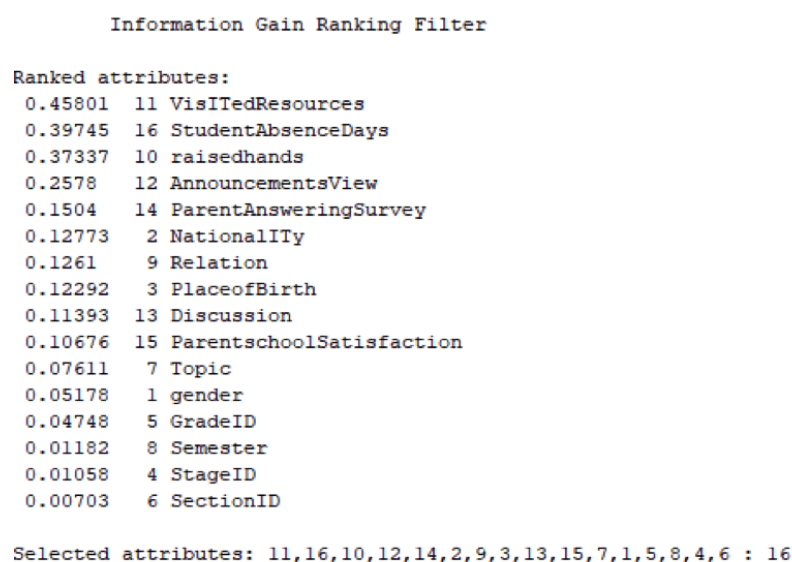 Information Gain Ranking Filter
Ranked attributes:
0.45801 11 VisITedResources
0.39745 16 StudentAbsenceDays
0.37337 10 raisedhands
0.2578 12 AnnouncementsView
0.1504 14 ParentAnsweringSurvey
0.12773 2 NationalITy
0.1261 9 Relation
0.12292 3 PlaceofBirth
0.11393 13 Discussion
0.10676 15 ParentschoolSatisfaction
0.07611 7 Topic
0.05178 1 gender
0.04748 5 GradeID
0.01182 8 Semester
0.01058 4 StageID
0.00703 6 SectionID
Selected attributes: 11,16,10,12,14,2,9,3,13,15,7,1,5,8,4,6 : 16